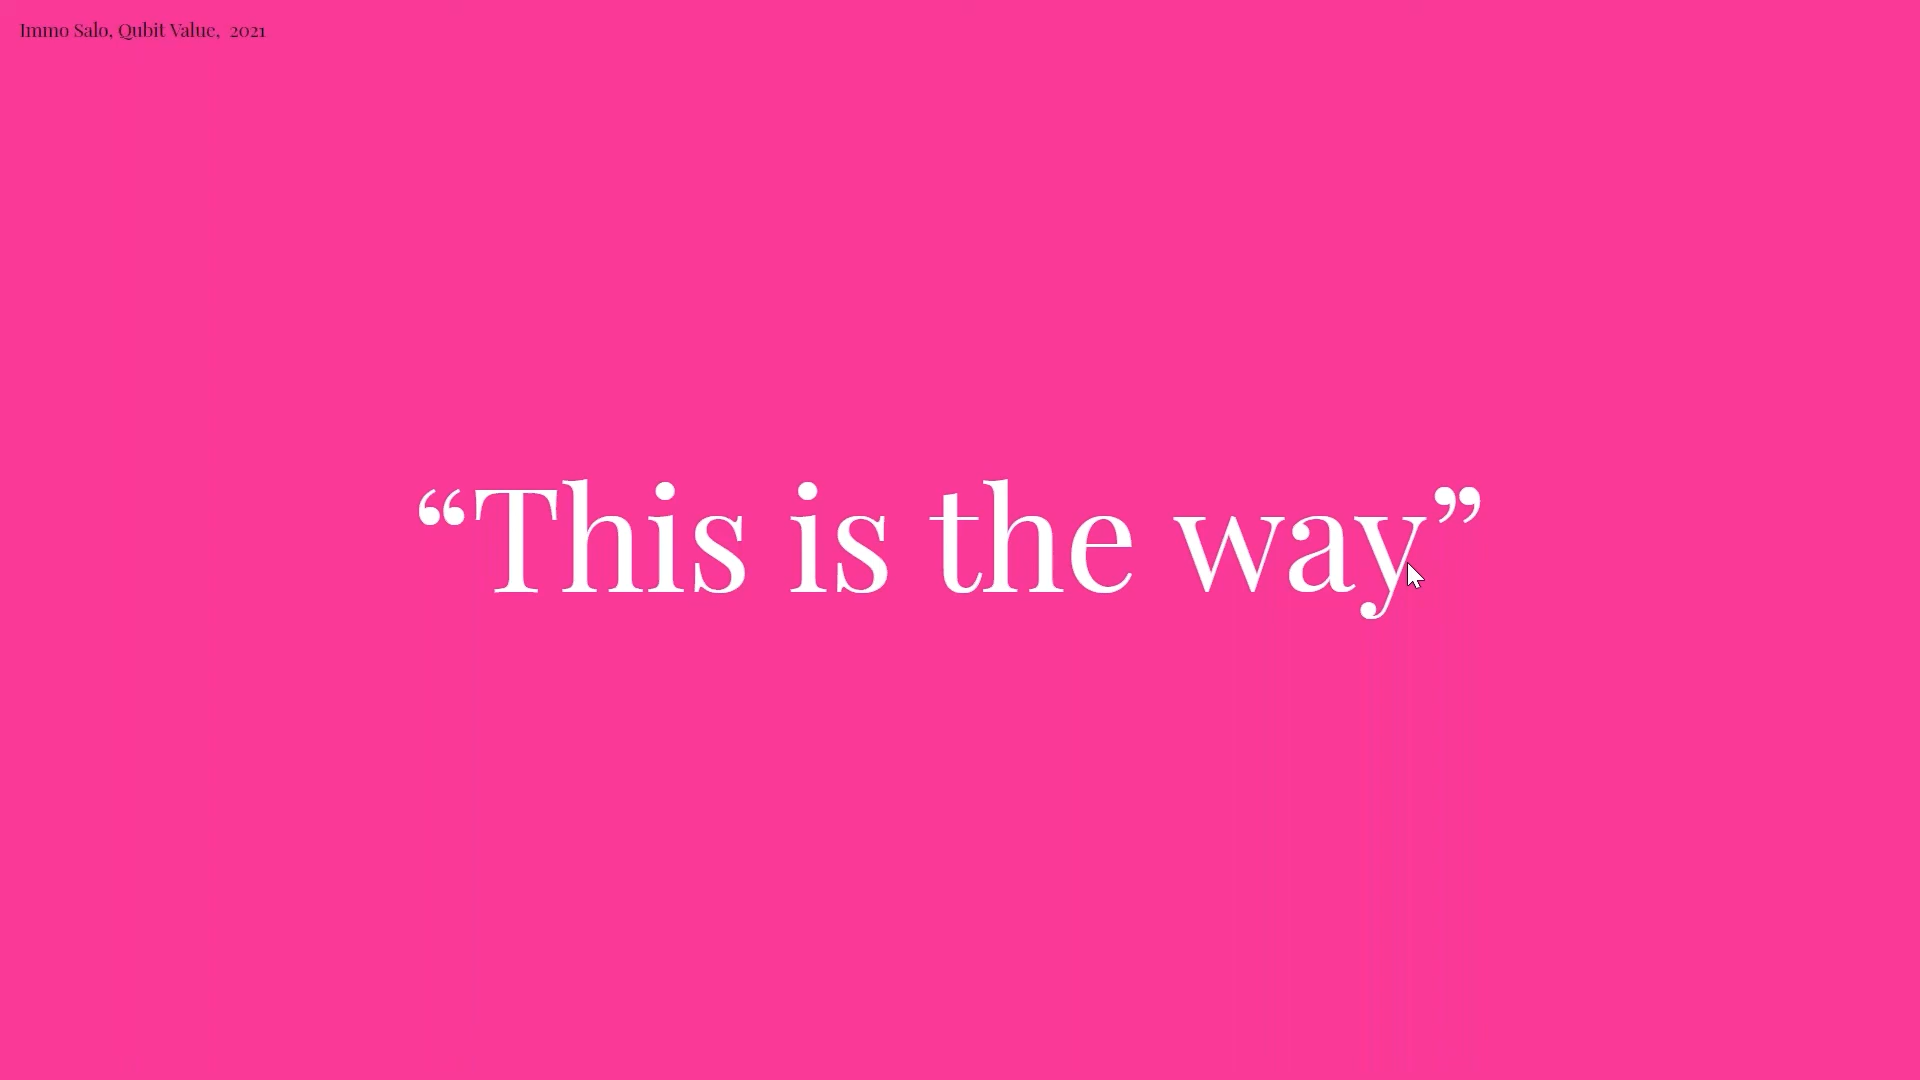 Immo Salo, Qubit Value, 2021
“This is the way”